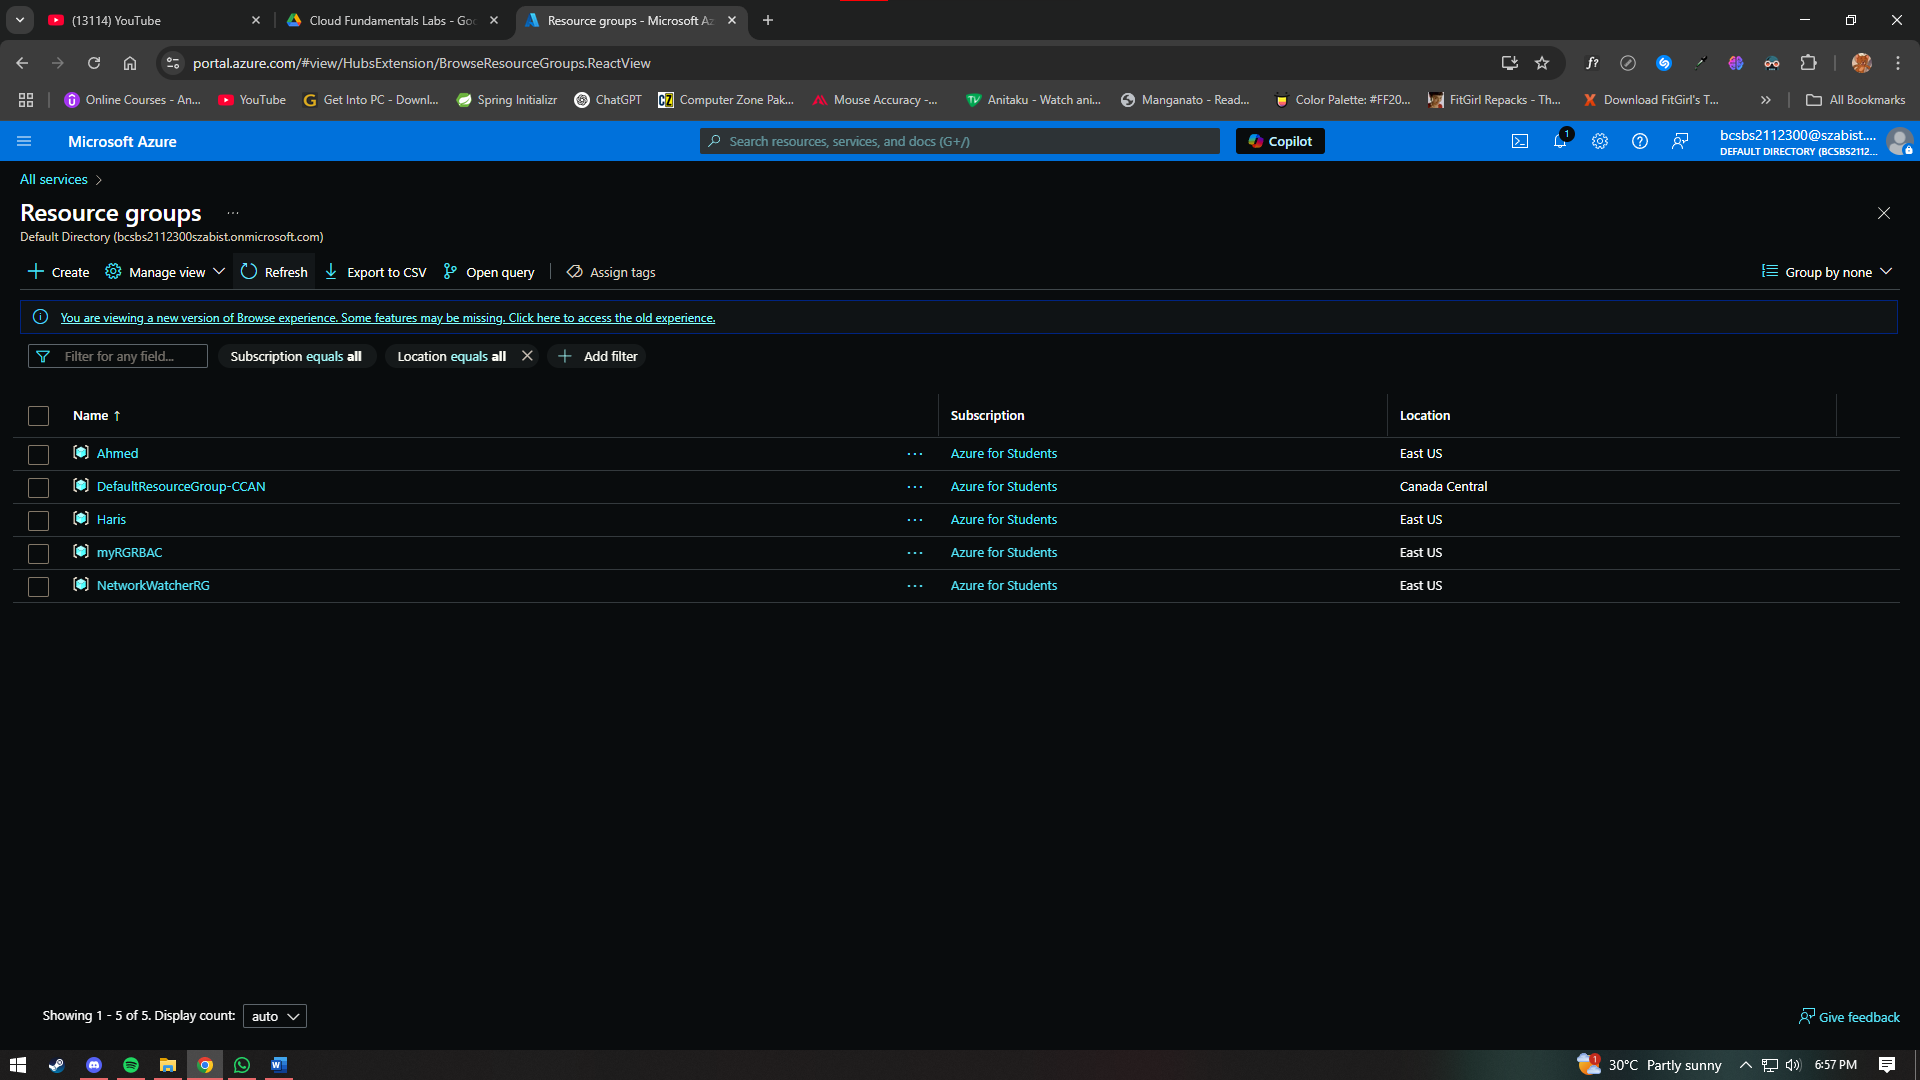 (13114) YouTube
Cloud Fundamentals Labs - Goo
Resource groups - Microsoft Az
portal.azure.com/#view/HubsExtension/BrowseResourceGroups.ReactView
Online Courses - An...
YouTube
Get Into PC - Downl...
Spring Initializr
ChatGPT
Computer Zone Pak...
Mouse Accuracy -...
Anitaku - Watch ani...
Manganato - Read...
Color Palette: #FF20...
FitGirl Repacks - Th...
Download FitGirl's T...
All Bookmarks
Microsoft Azure
Search resources, services, and docs (G+/)
Copilot
1
bcsbs2112300@szabist....
DEFAULT DIRECTORY (BCSBS2112...
All services
Resource groups
...
Default Directory (bcsbs2112300szabist.onmicrosoft.com)
Create
Manage view
Refresh
Export to CSV
Open query
Assign tags
Group by none
You are viewing a new version of Browse experience. Some features may be missing. Click here to access the old experience.
Filter for any field...
Subscription equals all
Location equals all
Add filter
Name ↑ Subscription Location
Ahmed ... Azure for Students East US
DefaultResourceGroup-CCAN ... Azure for Students Canada Central
Haris ... Azure for Students East US
myRGRBAC ... Azure for Students East US
NetworkWatcherRG ... Azure for Students East US
Showing 1 - 5 of 5. Display count: auto
Give feedback
1
30°C Partly sunny
6:57 PM